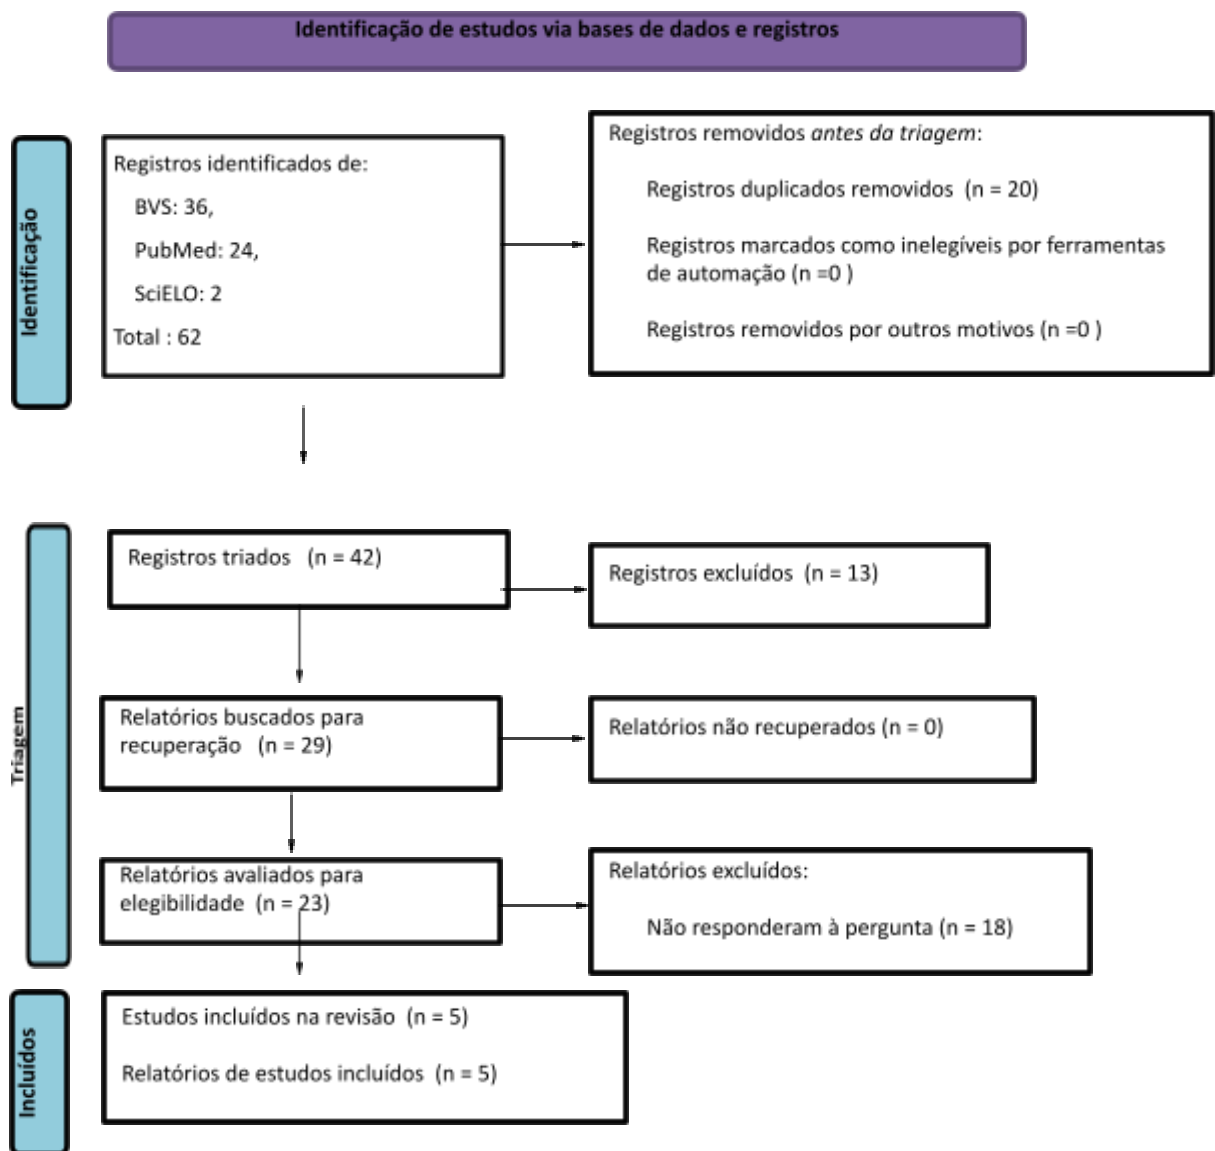 Identificação de estudos via bases de dados e registros
Identificação
Registros identificados de:
BVS: 36,
PubMed: 24,
SciELO: 2
Total : 62
Registros removidos antes da triagem:
Registros duplicados removidos (n = 20)
Registros marcados como inelegíveis por ferramentas
de automação (n =0 )
Registros removidos por outros motivos (n =0 )
Triagem
Registros triados (n = 42)
Registros excluídos (n = 13)
Relatórios buscados para
recuperação (n = 29)
Relatórios não recuperados (n = 0)
Relatórios avaliados para
elegibilidade (n = 23)
Relatórios excluídos:
Não responderam à pergunta (n = 18)
Incluídos
Estudos incluídos na revisão (n = 5)
Relatórios de estudos incluídos (n = 5)